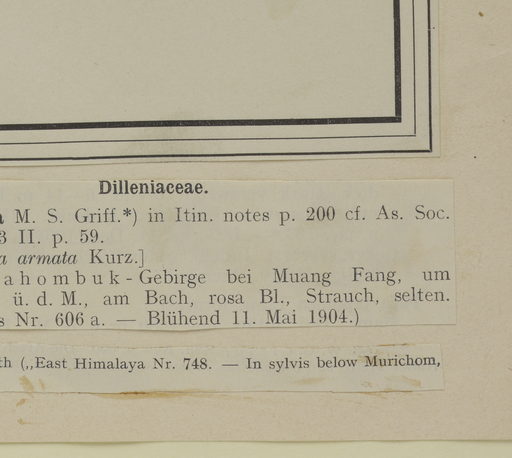 Dilleniaceae.
M. S. Griff.*) in Itin. notes p. 200 cf. As. Soc.
3 II. p. 59.
a armata Kurz.]
ahombuk-Gebirge bei Muang Fang, um
ü. d. M., am Bach, rosa Bl., Strauch, selten.
s Nr. 606 a. — Blühend 11. Mai 1904.)
th („East Himalaya Nr. 748. — In sylvis below Murichom,